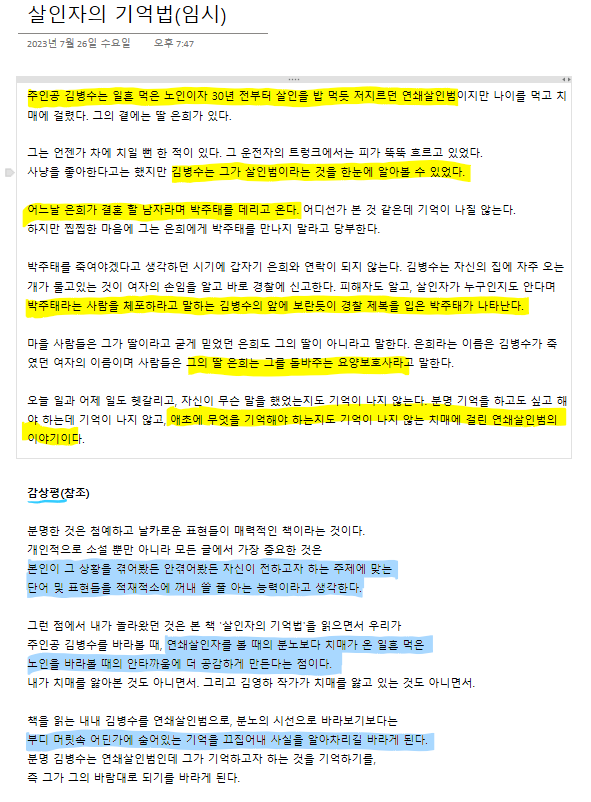 살인자의 기억법(임시)
2023년 7월 26일 수요일 오후 7:47
주인공 김병수는 일흔 먹은 노인이자 30년 전부터 살인을 밥 먹듯 저지르던 연쇄살인범이지만 나이를 먹고 치
매에 걸렸다. 그의 곁에는 딸 은희가 있다.
그는 언젠가 차에 치일 뻔 한 적이 있다. 그 운전자의 트렁크에서는 피가 뚝뚝 흐르고 있었다.
사냥을 좋아한다고는 했지만 김병수는 그가 살인범이라는 것을 한눈에 알아볼 수 있었다.
어느날 은희가 결혼 할 남자라며 박주태를 데리고 온다. 어디선가 본 것 같은데 기억이 나질 않는다.
하지만 찝찝한 마음에 그는 은희에게 박주태를 만나지 말라고 당부한다.
박주태를 죽여야겠다고 생각하던 시기에 갑자기 은희와 연락이 되지 않는다. 김병수는 자신의 집에 자주 오는
개가 물고있는 것이 여자의 손임을 알고 바로 경찰에 신고한다. 피해자도 알고, 살인자가 누구인지도 안다며
박주태라는 사람을 체포하라고 말하는 김병수의 앞에 보란듯이 경찰 제복을 입은 박주태가 나타난다.
마을 사람들은 그가 딸이라고 굳게 믿었던 은희도 그의 딸이 아니라고 말한다. 은희라는 이름은 김병수가 죽
였던 여자의 이름이며 사람들은 그의 딸 은희는 그를 돌봐주는 요양보호사라고 말한다.
오늘 일과 어제 일도 헷갈리고, 자신이 무슨 말을 했었는지도 기억이 나지 않는다. 분명 기억을 하고도 싶고 해
야 하는데 기억이 나지 않고, 애초에 무엇을 기억해야 하는지도 기억이 나지 않는 치매에 걸린 연쇄살인범의
이야기이다.
감상평(참조)
분명한 것은 첨예하고 날카로운 표현들이 매력적인 책이라는 것이다.
개인적으로 소설 뿐만 아니라 모든 글에서 가장 중요한 것은
본인이 그 상황을 겪어봤든 안겪어봤든 자신이 전하고자 하는 주제에 맞는
단어 및 표현들을 적재적소에 꺼내 쓸 줄 아는 능력이라고 생각한다.
그런 점에서 내가 놀라왔던 것은 본 책 '살인자의 기억법'을 읽으면서 우리가
주인공 김병수를 바라볼 때, 연쇄살인자를 볼 때의 분노보다 치매가 온 일흔 먹은
노인을 바라볼 때의 안타까움에 더 공감하게 만든다는 점이다.
내가 치매를 앓아본 것도 아니면서. 그리고 김영하 작가가 치매를 앓고 있는 것도 아니면서.
책을 읽는 내내 김병수를 연쇄살인범으로, 분노의 시선으로 바라보기보다는
부디 머릿속 어딘가에 숨어있는 기억을 끄집어내 사실을 알아차리길 바라게 된다.
분명 김병수는 연쇄살인범인데 그가 기억하고자 하는 것을 기억하기를,
즉 그가 그의 바람대로 되기를 바라게 된다.